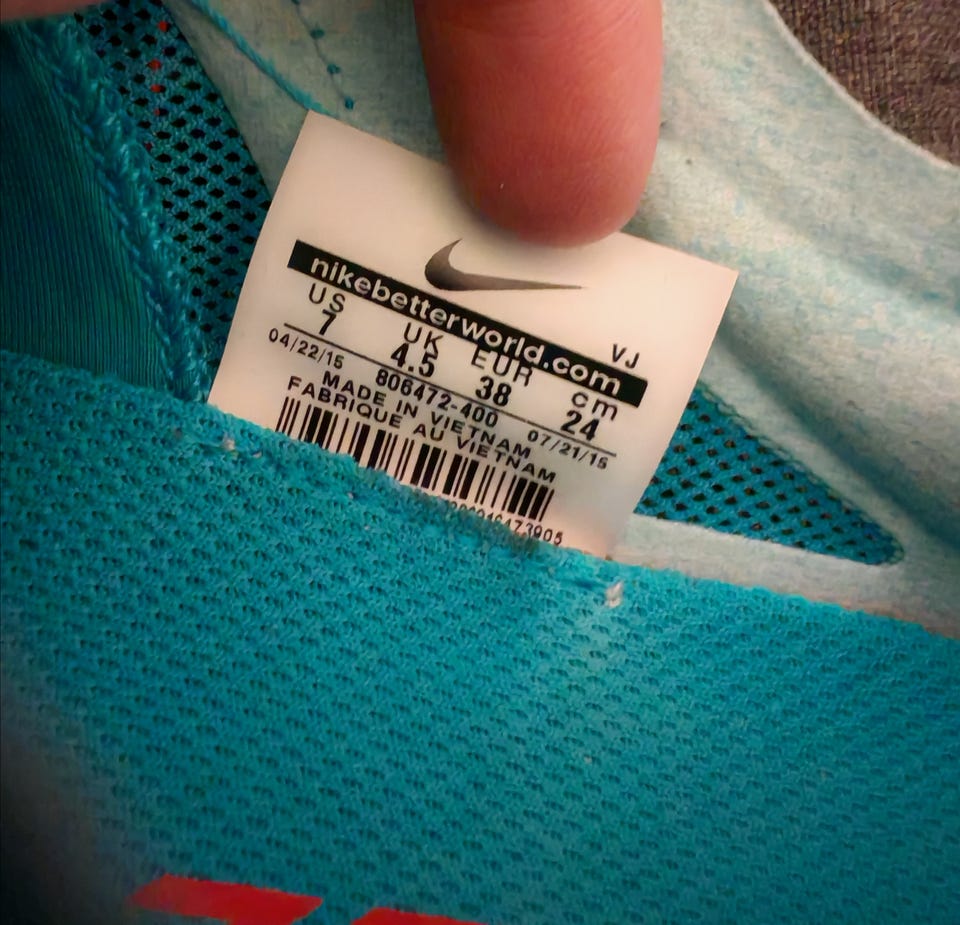 nikebetterworld.com
VJ
US UK EUR cm
7 4.5 38 24
04/22/15 806472-400 07/21/15
MADE IN VIETNAM
FABRIQUE AU VIETNAM